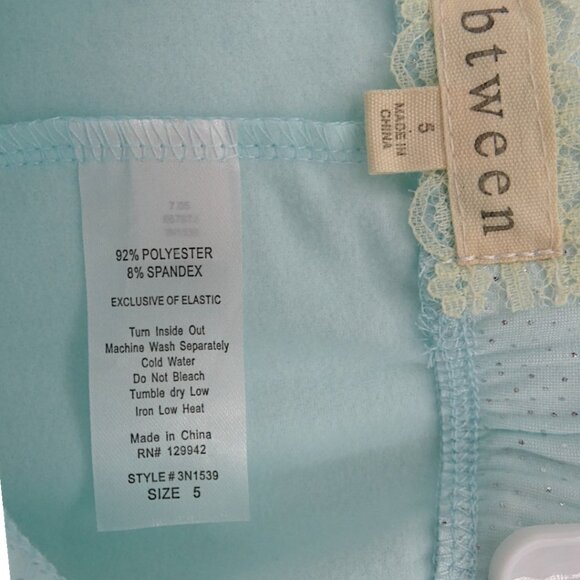 btween
5
MADE IN
CHINA
92% POLYESTER
8% SPANDEX
EXCLUSIVE OF ELASTIC
Turn Inside Out
Machine Wash Separately
Cold Water
Do Not Bleach
Tumble dry Low
Iron Low Heat
Made in China
RN# 129942
STYLE # 3N1539
SIZE 5